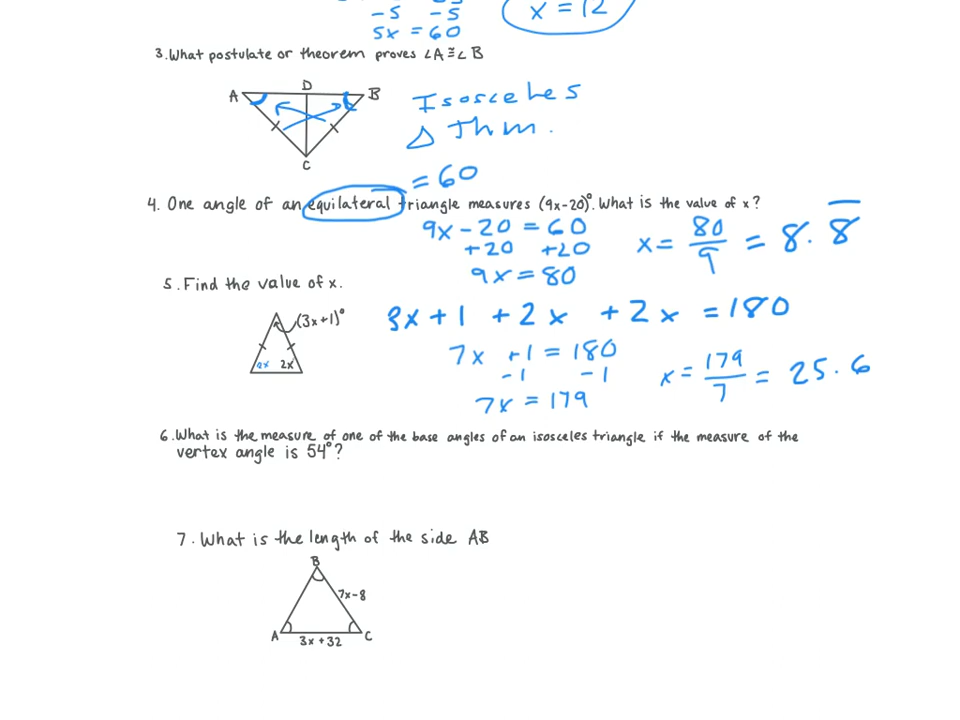 -5 -5
x = 12
5x = 60
3. What postulate or theorem proves ∠A ≅ ∠B
A D B
C
Isosceles
△ Thm.
= 60
4. One angle of an equilateral triangle measures (9x-20)°. What is the value of x?
9x - 20 = 60
+20 +20
9x = 80
x = 80/9 = 8.8̅
5. Find the value of x.
(3x+1)°
2x 2x
3x + 1 + 2x + 2x = 180
7x + 1 = 180
-1 -1
7x = 179
x = 179/7 = 25.6
6. What is the measure of one of the base angles of an isosceles triangle if the measure of the
vertex angle is 54°?
7. What is the length of the side AB
B
7x-8
A C
3x + 32